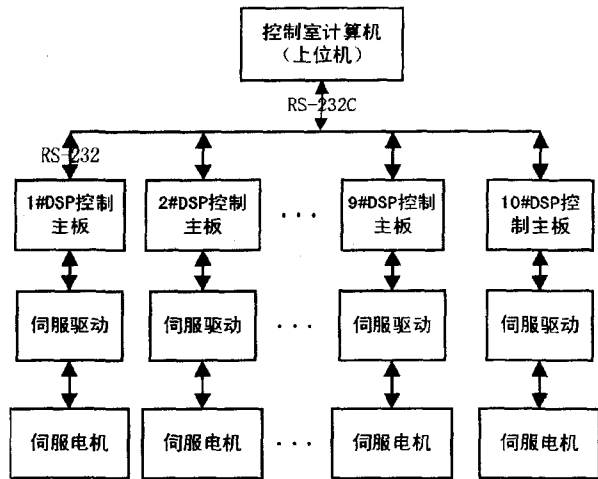 控制室计算机
（上位机）
RS-232C
RS-232
1#DSP控制
主板
2#DSP控制
主板
...
9#DSP控制
主板
10#DSP控
制主板
伺服驱动
伺服驱动
...
伺服驱动
伺服驱动
伺服电机
伺服电机
...
伺服电机
伺服电机